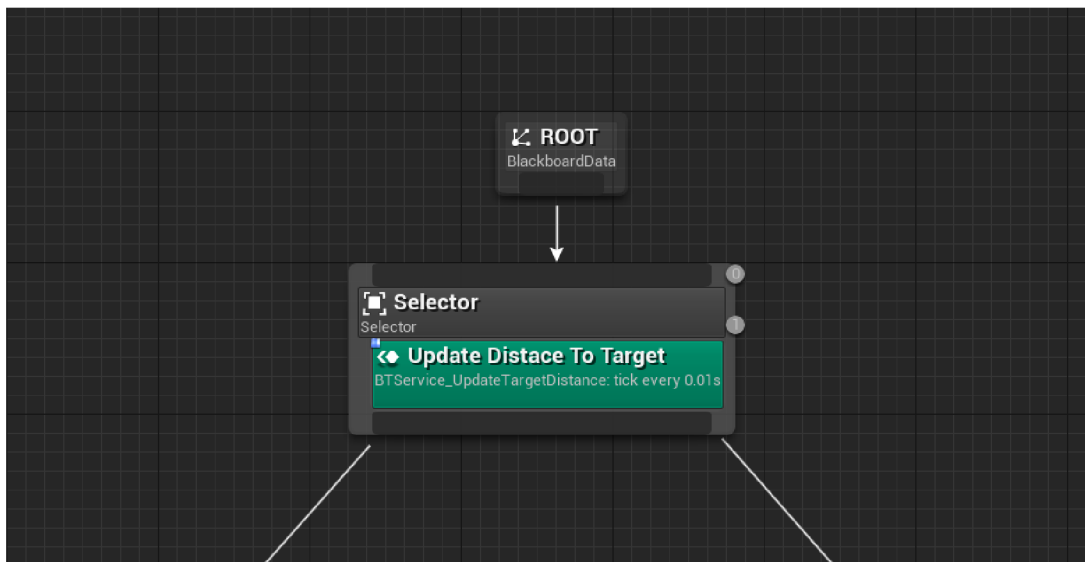 ROOT
BlackboardData
0
Selector
Selector
1
Update Distace To Target
BTService_UpdateTargetDistance: tick every 0.01s